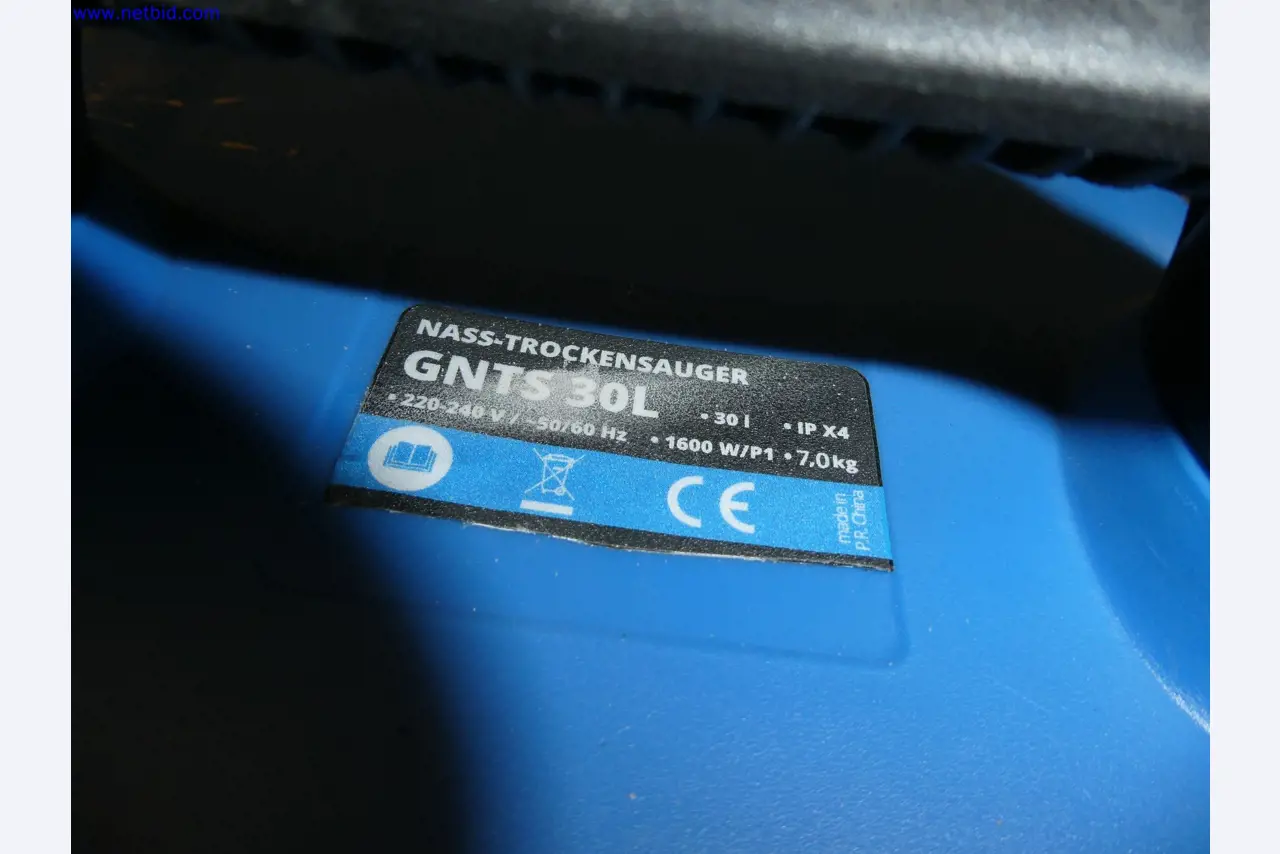 www.netbid.com
NASS-TROCKENSAUGER
GNTS 30L
• 30 l • IP X4
• 220-240 V / ~50/60 Hz • 1600 W/P1 • 7,0kg
CE
made in
P.R. China